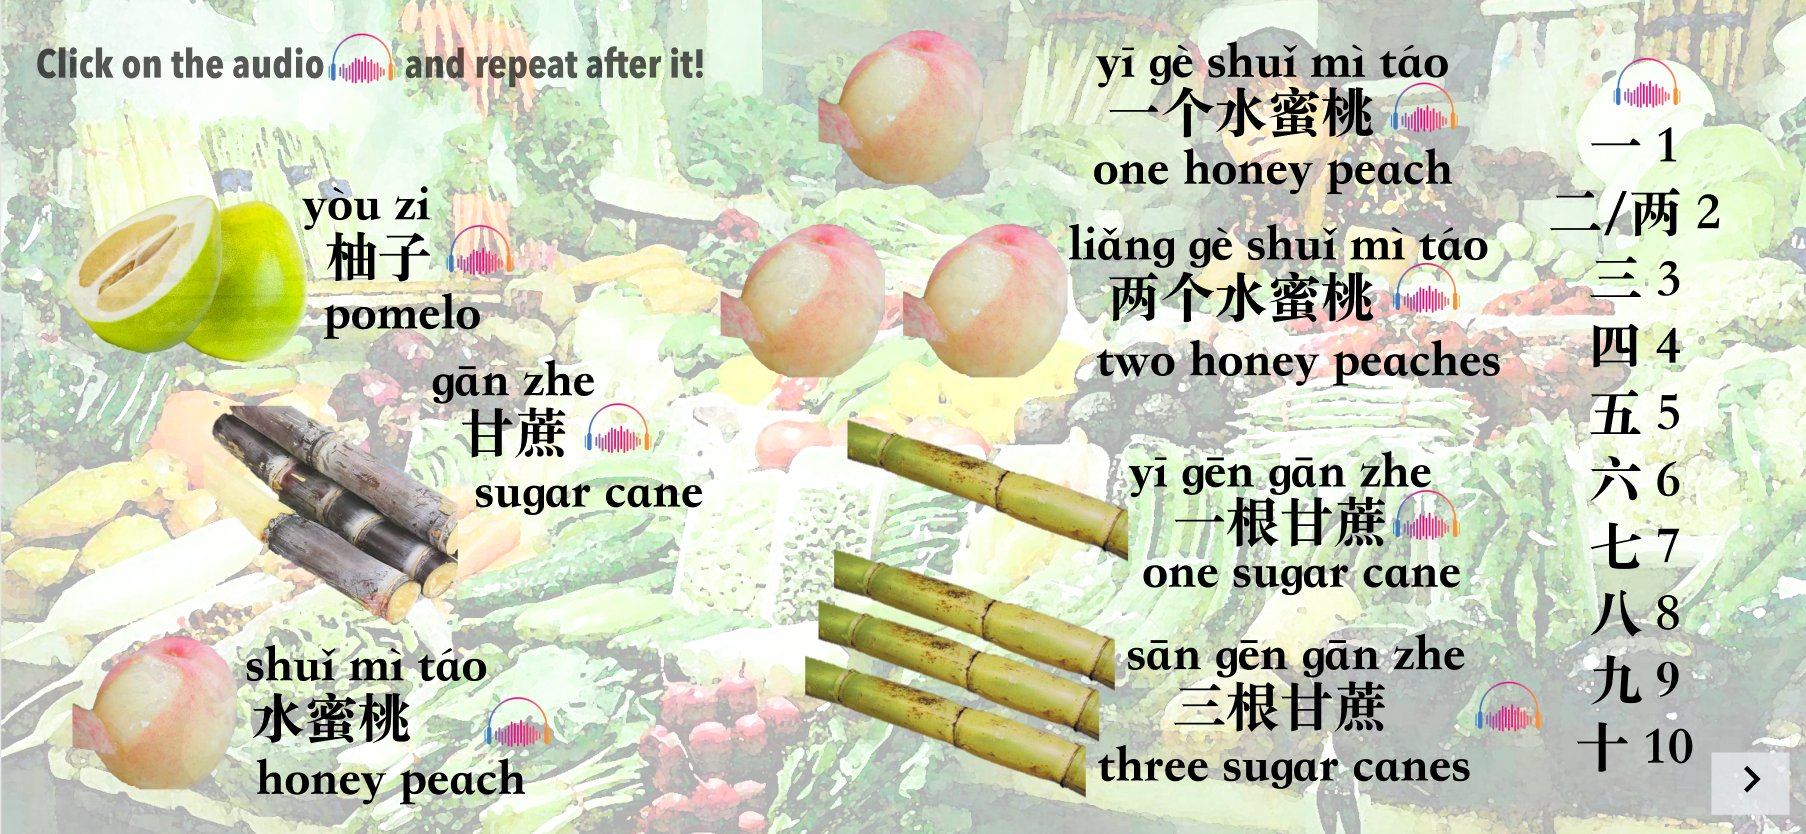 Click on the audio and repeat after it!
yòu zi
柚子
pomelo
gān zhe
甘蔗
sugar cane
shuǐ mì táo
水蜜桃
honey peach
yī gè shuǐ mì táo
一个水蜜桃
one honey peach
liǎng gè shuǐ mì táo
两个水蜜桃
two honey peaches
yī gēn gān zhe
一根甘蔗
one sugar cane
sān gēn gān zhe
三根甘蔗
three sugar canes
一 1
二/两 2
三 3
四 4
五 5
六 6
七 7
八 8
九 9
十 10